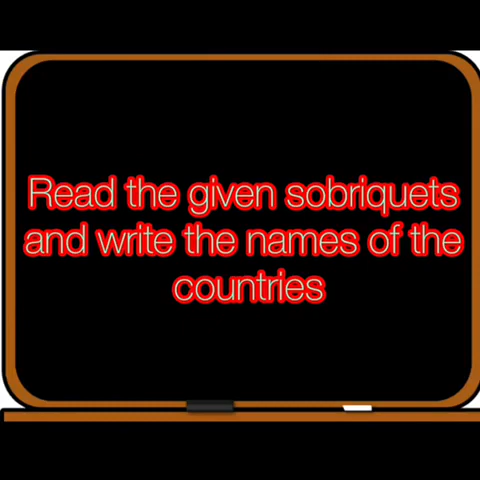 Read the given sobriquets
and write the names of the
countries